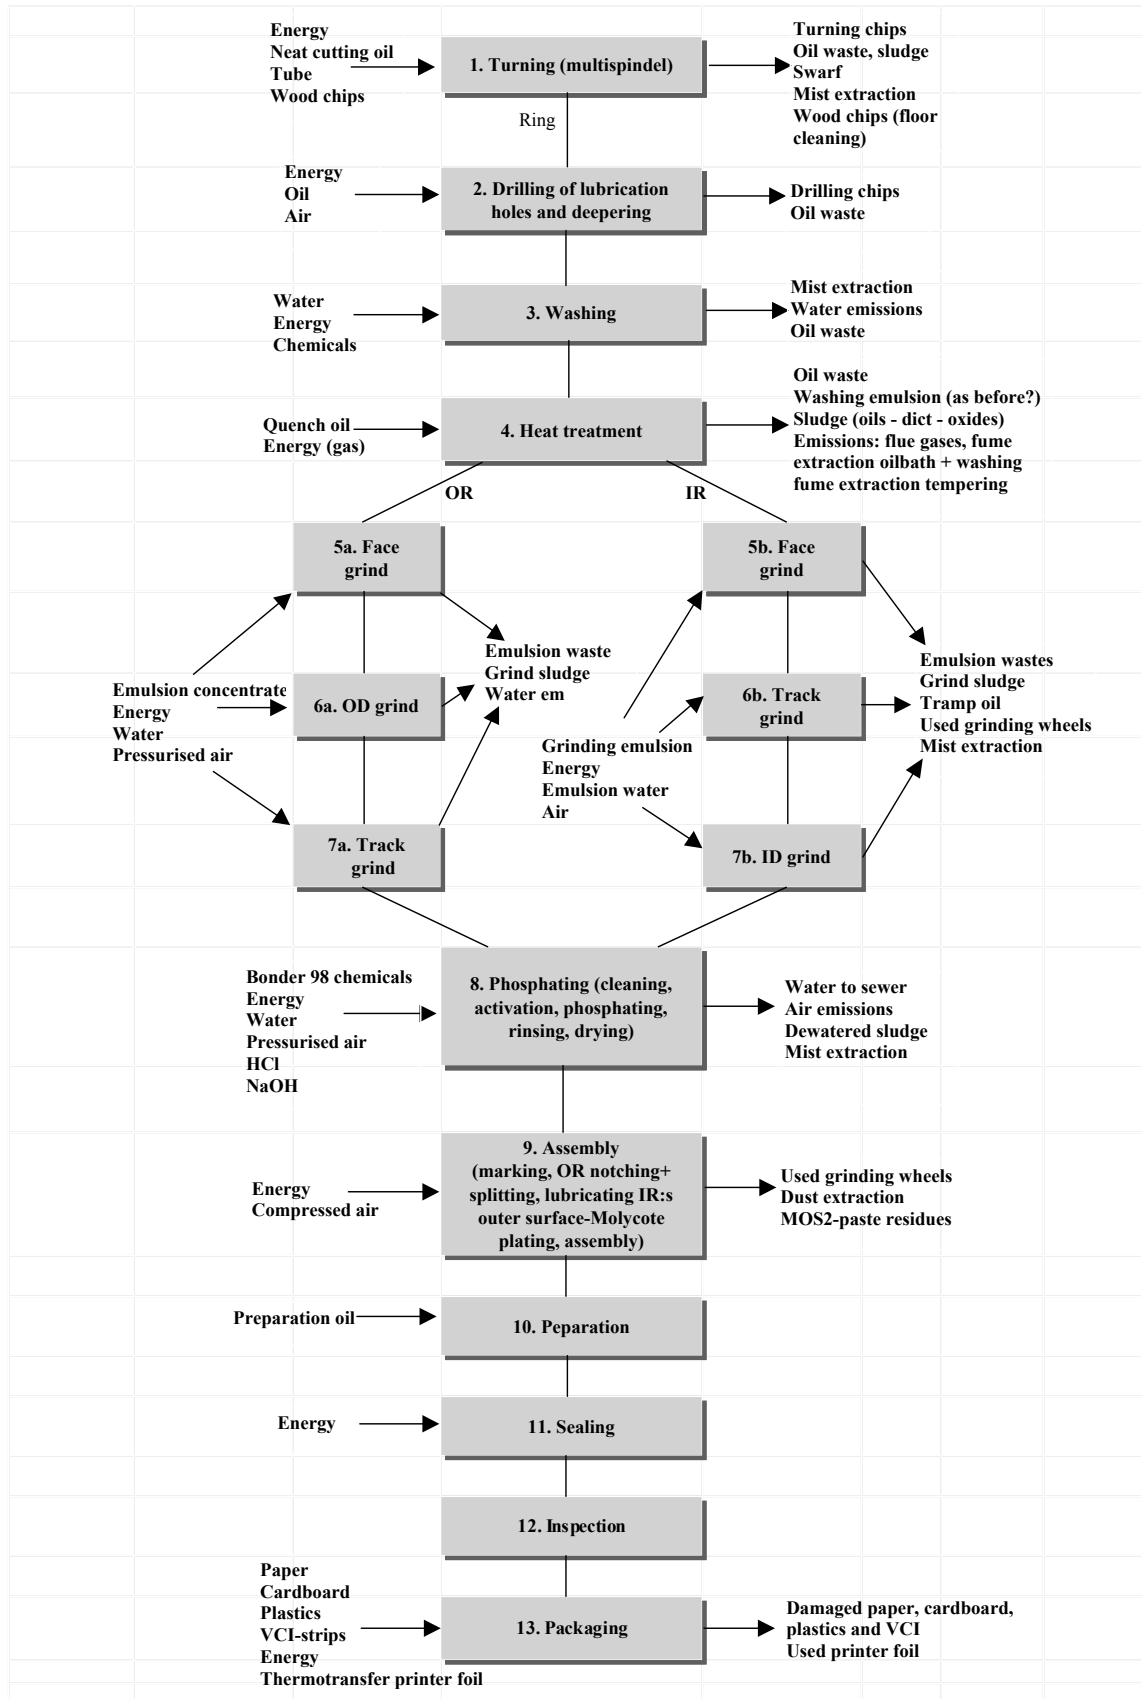 Energy
Neat cutting oil
Tube
Wood chips
1. Turning (multispindel)
Turning chips
Oil waste, sludge
Swarf
Mist extraction
Wood chips (floor
cleaning)
Ring
Energy
Oil
Air
2. Drilling of lubrication
holes and deepering
Drilling chips
Oil waste
Water
Energy
Chemicals
3. Washing
Mist extraction
Water emissions
Oil waste
Quench oil
Energy (gas)
4. Heat treatment
Oil waste
Washing emulsion (as before?)
Sludge (oils - dict - oxides)
Emissions: flue gases, fume
extraction oilbath + washing
fume extraction tempering
OR
IR
5a. Face
grind
5b. Face
grind
Emulsion concentrate
Energy
Water
Pressurised air
6a. OD grind
Emulsion waste
Grind sludge
Water em
Grinding emulsion
Energy
Emulsion water
Air
6b. Track
grind
Emulsion wastes
Grind sludge
Tramp oil
Used grinding wheels
Mist extraction
7a. Track
grind
7b. ID grind
Bonder 98 chemicals
Energy
Water
Pressurised air
HCl
NaOH
8. Phosphating (cleaning,
activation, phosphating,
rinsing, drying)
Water to sewer
Air emissions
Dewatered sludge
Mist extraction
Energy
Compressed air
9. Assembly
(marking, OR notching+
splitting, lubricating IR:s
outer surface-Molycote
plating, assembly)
Used grinding wheels
Dust extraction
MOS2-paste residues
Preparation oil
10. Peparation
Energy
11. Sealing
12. Inspection
Paper
Cardboard
Plastics
VCI-strips
Energy
Thermotransfer printer foil
13. Packaging
Damaged paper, cardboard,
plastics and VCI
Used printer foil